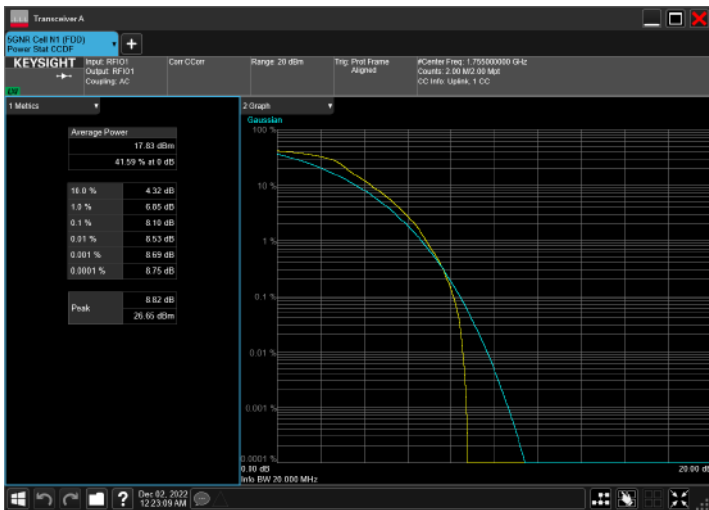 Transceiver A
5GNR Cell N1 (FDD)
Power Stat CCDF
KEYSIGHT
Input: RFIO1
Output: RFIO1
Coupling: AC
Corr CCorr
Range: 20 dBm
Trig: Prot Frame
Aligned
#Center Freq: 1.755000000 GHz
Counts: 2.00 M/2.00 Mpt
CC Info: Uplink, 1 CC
1 Metrics
Average Power
17.83 dBm
41.59 % at 0 dB
10.0 % 4.32 dB
1.0 % 6.85 dB
0.1 % 8.10 dB
0.01 % 8.53 dB
0.001 % 8.69 dB
0.0001 % 8.75 dB
Peak
8.82 dB
26.65 dBm
2 Graph
Gaussian
100 %
10 %
1 %
0.1 %
0.01 %
0.001 %
0.0001 %
0.00 dB
20.00 dB
Info BW 20.000 MHz
?
Dec 02, 2022
12:23:09 AM